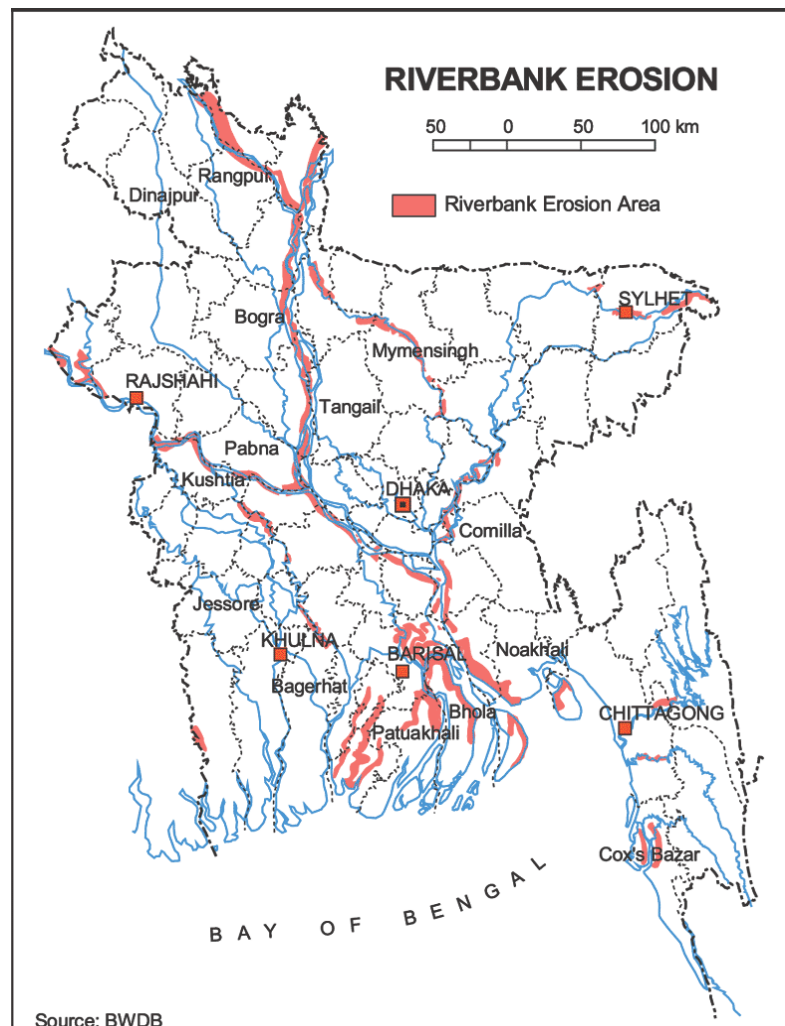 RIVERBANK EROSION
50 0 50 100 km
Riverbank Erosion Area
Rangpur
Dinajpur
SYLHET
Bogra
Mymensingh
RAJSHAHI
Tangail
Pabna
Kushtia
DHAKA
Comilla
Jessore
KHULNA
BARISAL
Noakhali
Bagerhat
Bhola
CHITTAGONG
Patuakhali
Cox's Bazar
BAY OF BENGAL
Source: BWDB